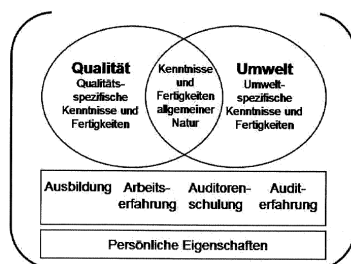 Qualität
Qualitäts-
spezifische
Kenntnisse und
Fertigkeiten
Kenntnisse
und
Fertigkeiten
allgemeiner
Natur
Umwelt
Umwelt-
spezifische
Kenntnisse und
Fertigkeiten
Ausbildung
Arbeits-
erfahrung
Auditoren-
schulung
Audit-
erfahrung
Persönliche Eigenschaften